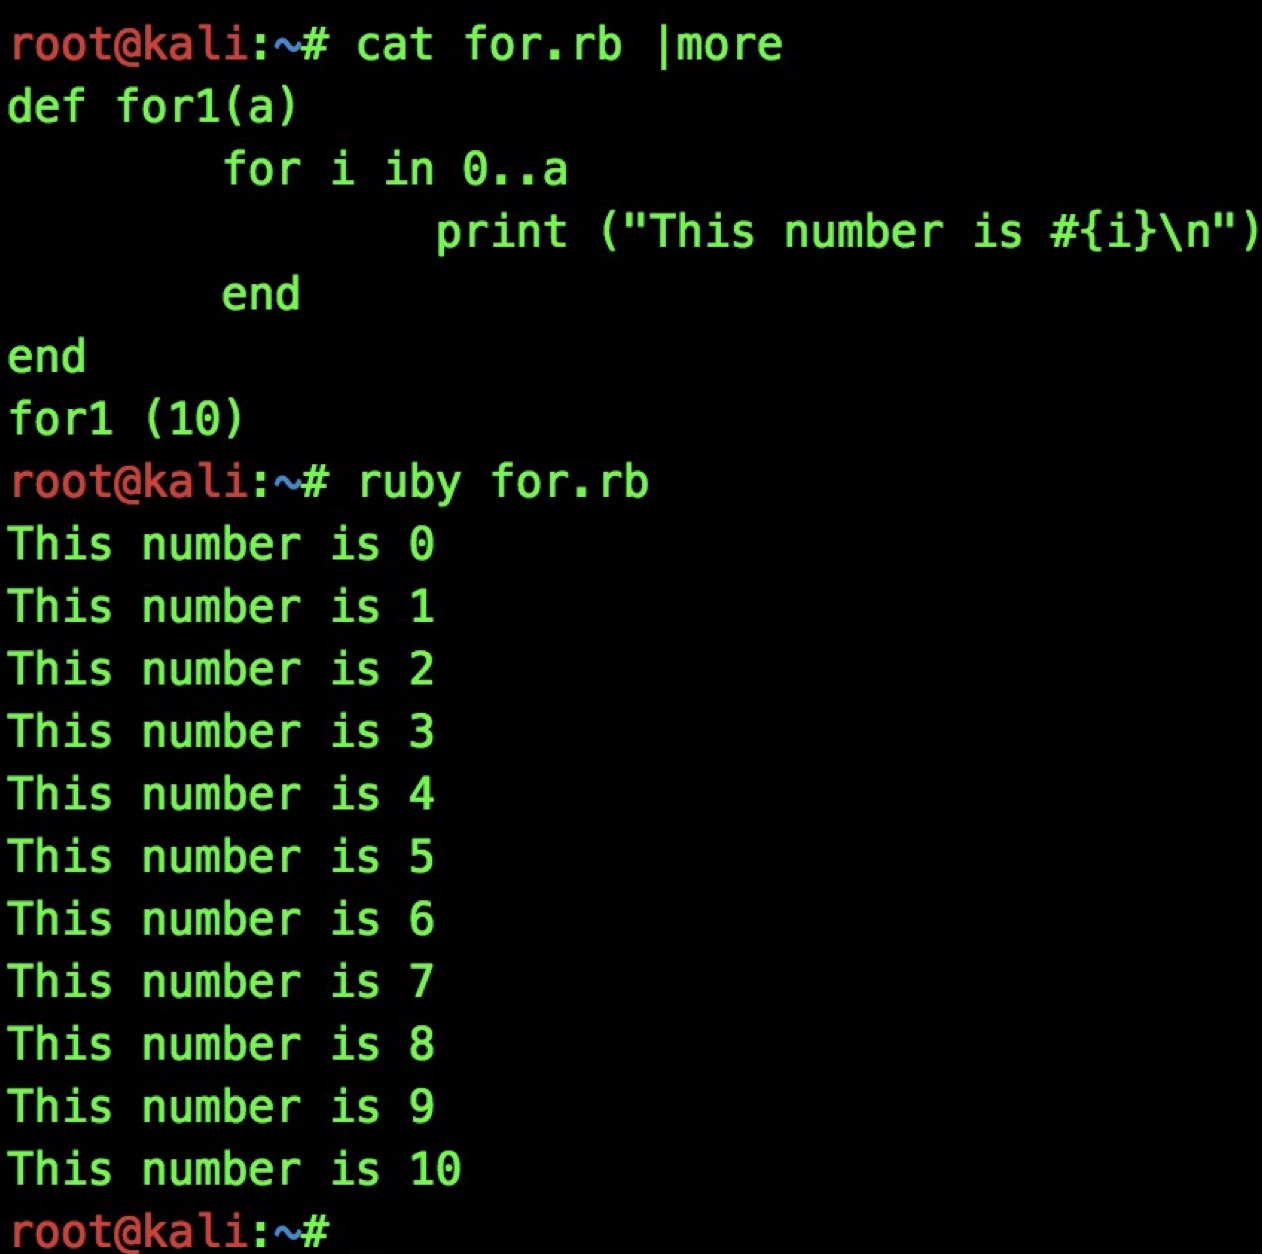 root@kali:~# cat for.rb |more
def for1(a)
        for i in 0..a
                print ("This number is #{i}\n")
        end
end
for1 (10)
root@kali:~# ruby for.rb
This number is 0
This number is 1
This number is 2
This number is 3
This number is 4
This number is 5
This number is 6
This number is 7
This number is 8
This number is 9
This number is 10
root@kali:~#